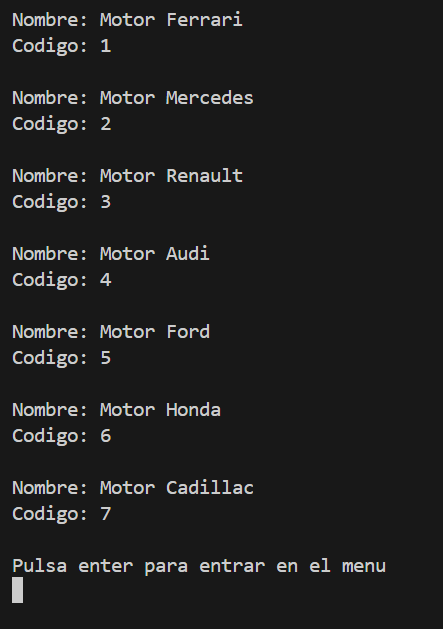 Nombre: Motor Ferrari
Codigo: 1
Nombre: Motor Mercedes
Codigo: 2
Nombre: Motor Renault
Codigo: 3
Nombre: Motor Audi
Codigo: 4
Nombre: Motor Ford
Codigo: 5
Nombre: Motor Honda
Codigo: 6
Nombre: Motor Cadillac
Codigo: 7
Pulsa enter para entrar en el menu